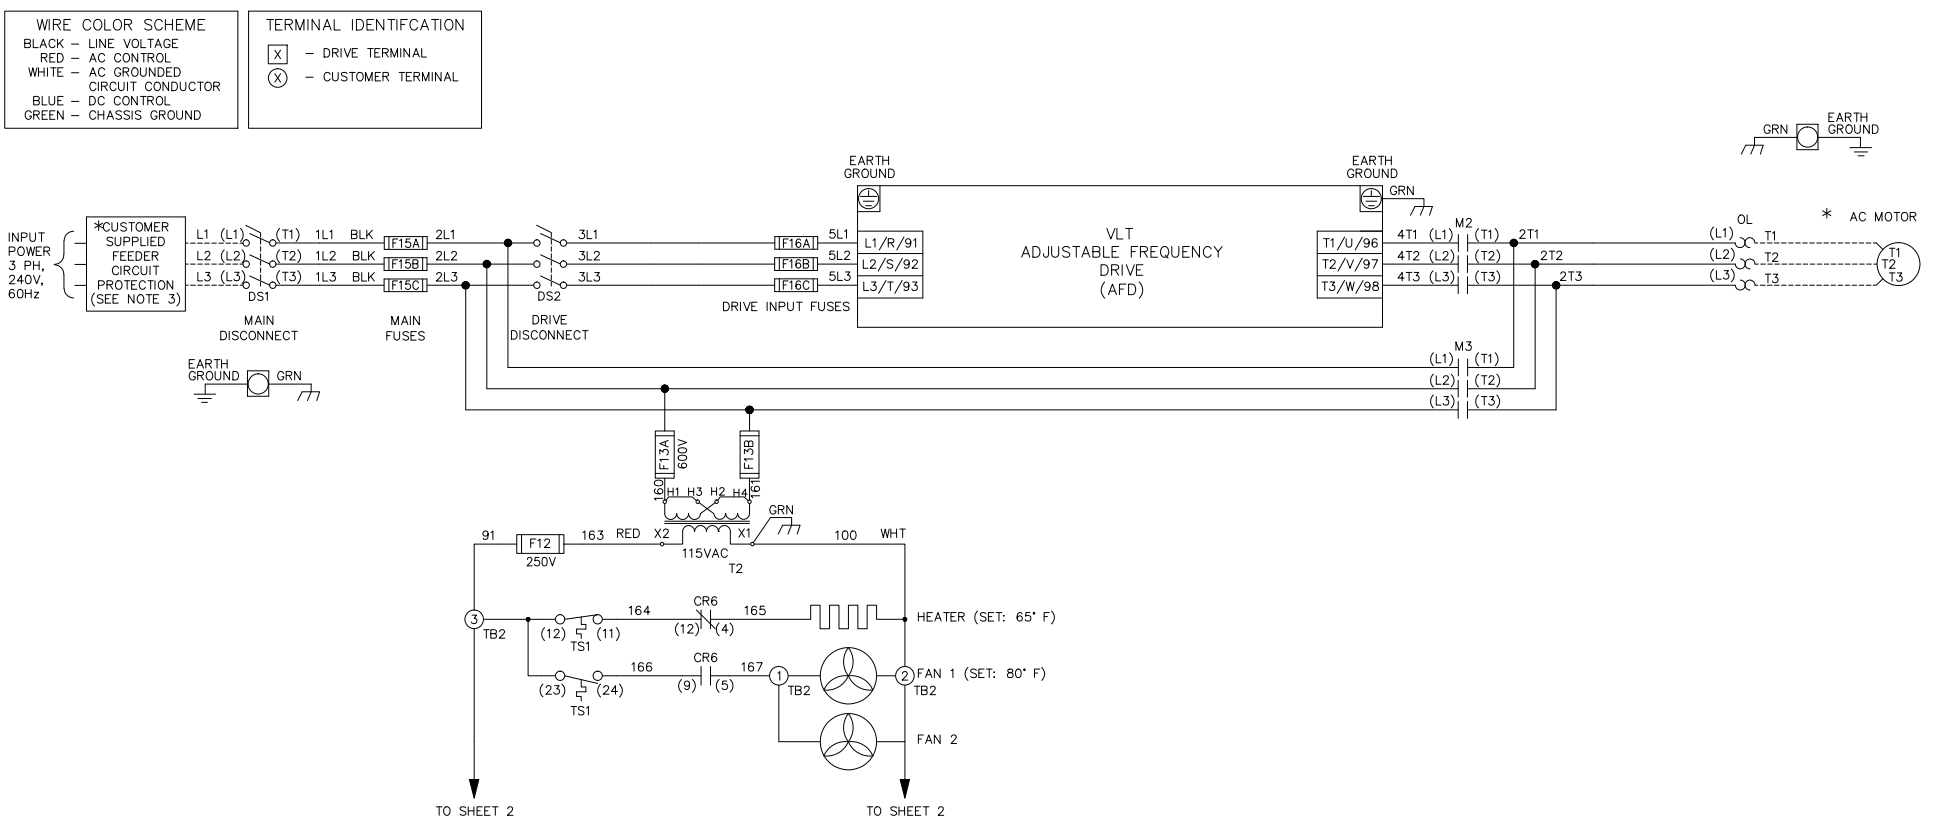 WIRE COLOR SCHEME
BLACK – LINE VOLTAGE
RED – AC CONTROL
WHITE – AC GROUNDED
CIRCUIT CONDUCTOR
BLUE – DC CONTROL
GREEN – CHASSIS GROUND
TERMINAL IDENTIFCATION
X – DRIVE TERMINAL
X – CUSTOMER TERMINAL
INPUT
POWER
3 PH,
240V,
60Hz
*CUSTOMER
SUPPLIED
FEEDER
CIRCUIT
PROTECTION
(SEE NOTE 3)
L1 (L1) (T1) 1L1 BLK F15A 2L1
L2 (L2) (T2) 1L2 BLK F15B 2L2
L3 (L3) (T3) 1L3 BLK F15C 2L3
DS1
MAIN
DISCONNECT
MAIN
FUSES
3L1
3L2
3L3
DS2
DRIVE
DISCONNECT
F16A 5L1
F16B 5L2
F16C 5L3
DRIVE INPUT FUSES
EARTH
GROUND
L1/R/91
L2/S/92
L3/T/93
VLT
ADJUSTABLE FREQUENCY
DRIVE
(AFD)
EARTH
GROUND
GRN
T1/U/96
T2/V/97
T3/W/98
M2
4T1 (L1) (T1) 2T1
4T2 (L2) (T2) 2T2
4T3 (L3) (T3) 2T3
GRN
EARTH
GROUND
OL
(L1) T1
(L2) T2
(L3) T3
* AC MOTOR
T1
T2
T3
M3
(L1) (T1)
(L2) (T2)
(L3) (T3)
EARTH
GROUND
GRN
F13A
600V
F13B
160
161
H1 H3 H2 H4
GRN
91
F12
250V
163 RED X2
X1
115VAC
T2
100 WHT
3
TB2
(12) (11)
TS1
164
CR6
(12) (4)
165
HEATER (SET: 65° F)
(23) (24)
TS1
166
CR6
(9) (5)
167
1
TB2
2
TB2
FAN 1 (SET: 80° F)
FAN 2
TO SHEET 2
TO SHEET 2